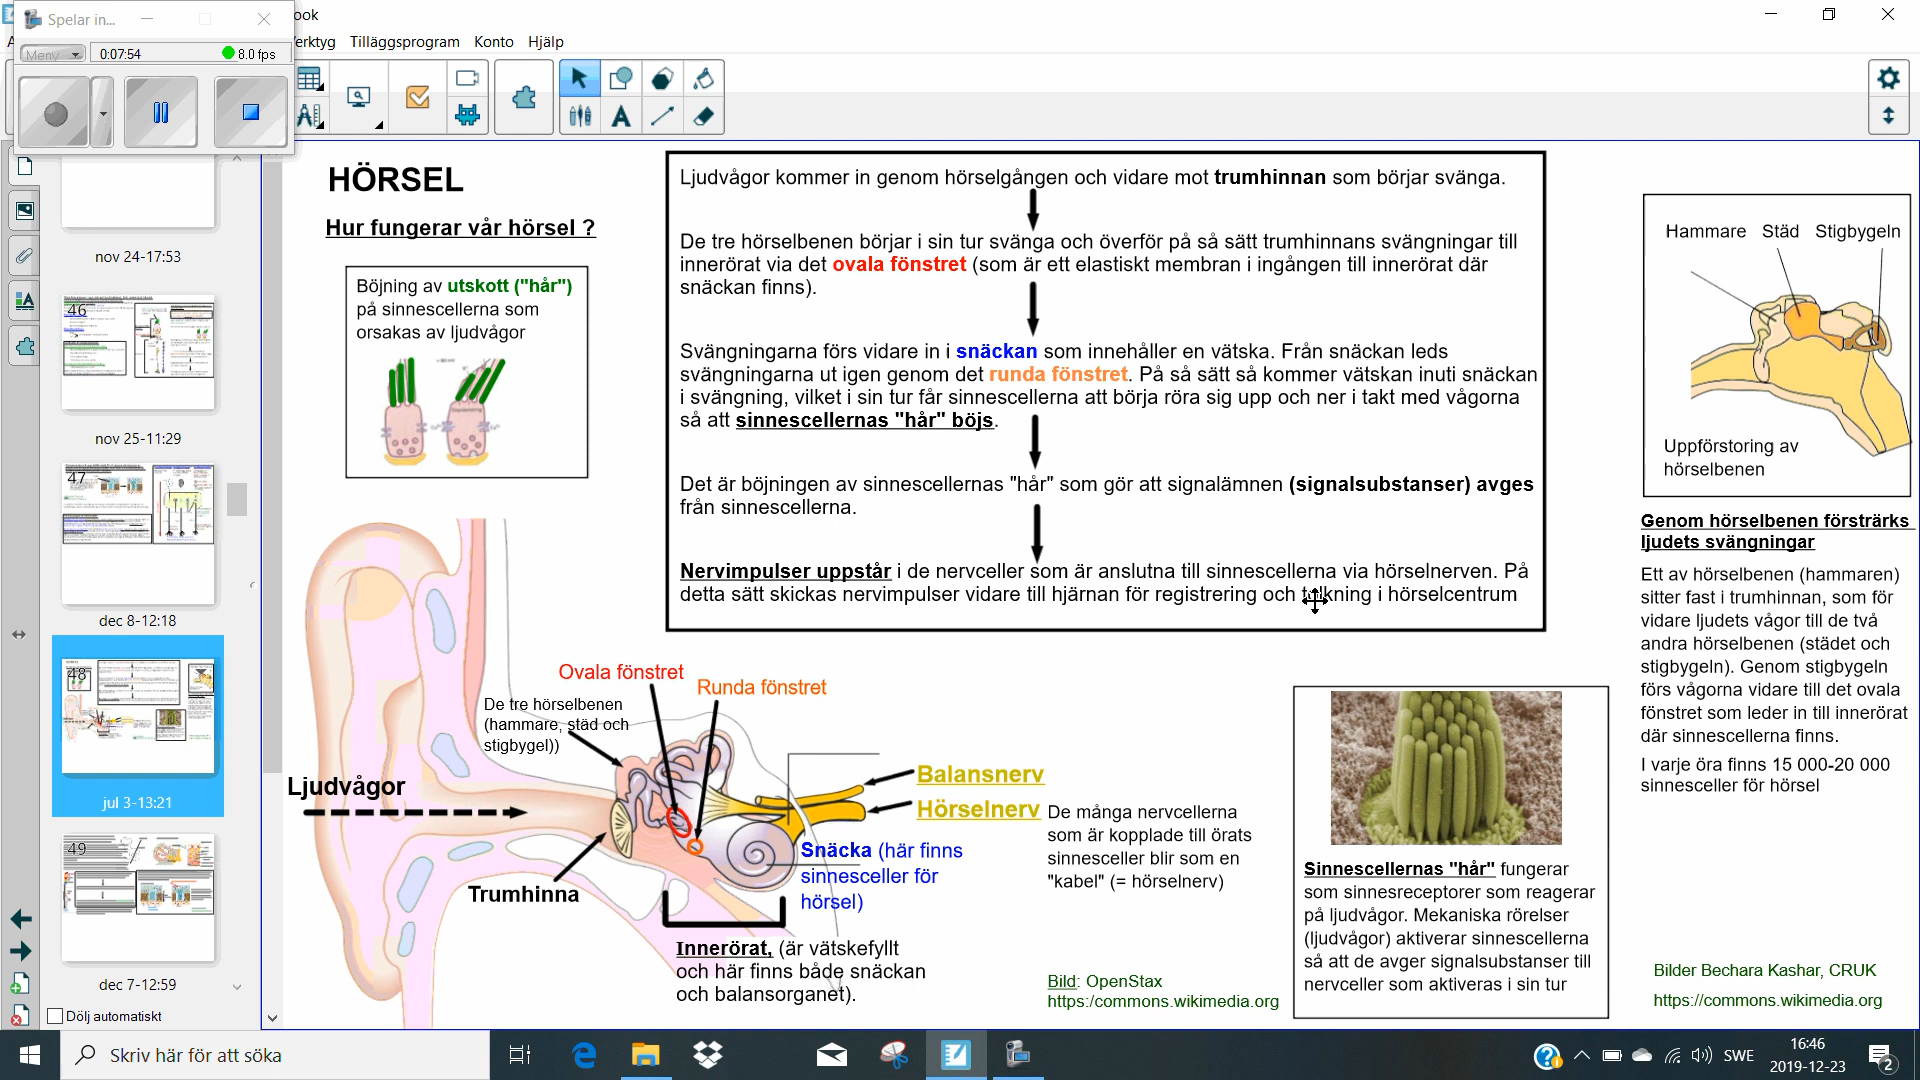 Spelar in...
ook
Meny
0:07:54
8.0 fps
erktyg Tilläggsprogram Konto Hjälp
nov 24-17:53
46
nov 25-11:29
47
dec 8-12:18
48
jul 3-13:21
49
dec 7-12:59
Dölj automatiskt
HÖRSEL
Hur fungerar vår hörsel ?
Böjning av utskott ("hår")
på sinnescellerna som
orsakas av ljudvågor
Ljudvågor kommer in genom hörselgången och vidare mot trumhinnan som börjar svänga.
De tre hörselbenen börjar i sin tur svänga och överför på så sätt trumhinnans svängningar till
innerörat via det ovala fönstret (som är ett elastiskt membran i ingången till innerörat där
snäckan finns).
Svängningarna förs vidare in i snäckan som innehåller en vätska. Från snäckan leds
svängningarna ut igen genom det runda fönstret. På så sätt så kommer vätskan inuti snäckan
i svängning, vilket i sin tur får sinnescellerna att börja röra sig upp och ner i takt med vågorna
så att sinnescellernas "hår" böjs.
Det är böjningen av sinnescellernas "hår" som gör att signalämnen (signalsubstanser) avges
från sinnescellerna.
Nervimpulser uppstår i de nervceller som är anslutna till sinnescellerna via hörselnerven. På
detta sätt skickas nervimpulser vidare till hjärnan för registrering och tolkning i hörselcentrum
Hammare Städ Stigbygeln
Uppförstoring av
hörselbenen
Genom hörselbenen försträrks
ljudets svängningar
Ett av hörselbenen (hammaren)
sitter fast i trumhinnan, som för
vidare ljudets vågor till de två
andra hörselbenen (städet och
stigbygeln). Genom stigbygeln
förs vågorna vidare till det ovala
fönstret som leder in till innerörat
där sinnescellerna finns.
I varje öra finns 15 000-20 000
sinnesceller för hörsel
Ovala fönstret
Runda fönstret
De tre hörselbenen
(hammare, städ och
stigbygel))
Ljudvågor
Trumhinna
Balansnerv
Hörselnerv
Snäcka (här finns
sinnesceller för
hörsel)
Innerörat, (är vätskefyllt
och här finns både snäckan
och balansorganet).
De många nervcellerna
som är kopplade till örats
sinnesceller blir som en
"kabel" (= hörselnerv)
Bild: OpenStax
https:/commons.wikimedia.org
Sinnescellernas "hår" fungerar
som sinnesreceptorer som reagerar
på ljudvågor. Mekaniska rörelser
(ljudvågor) aktiverar sinnescellerna
så att de avger signalsubstanser till
nervceller som aktiveras i sin tur
Bilder Bechara Kashar, CRUK
https://commons.wikimedia.org
Skriv här för att söka
SWE
16:46
2019-12-23
2